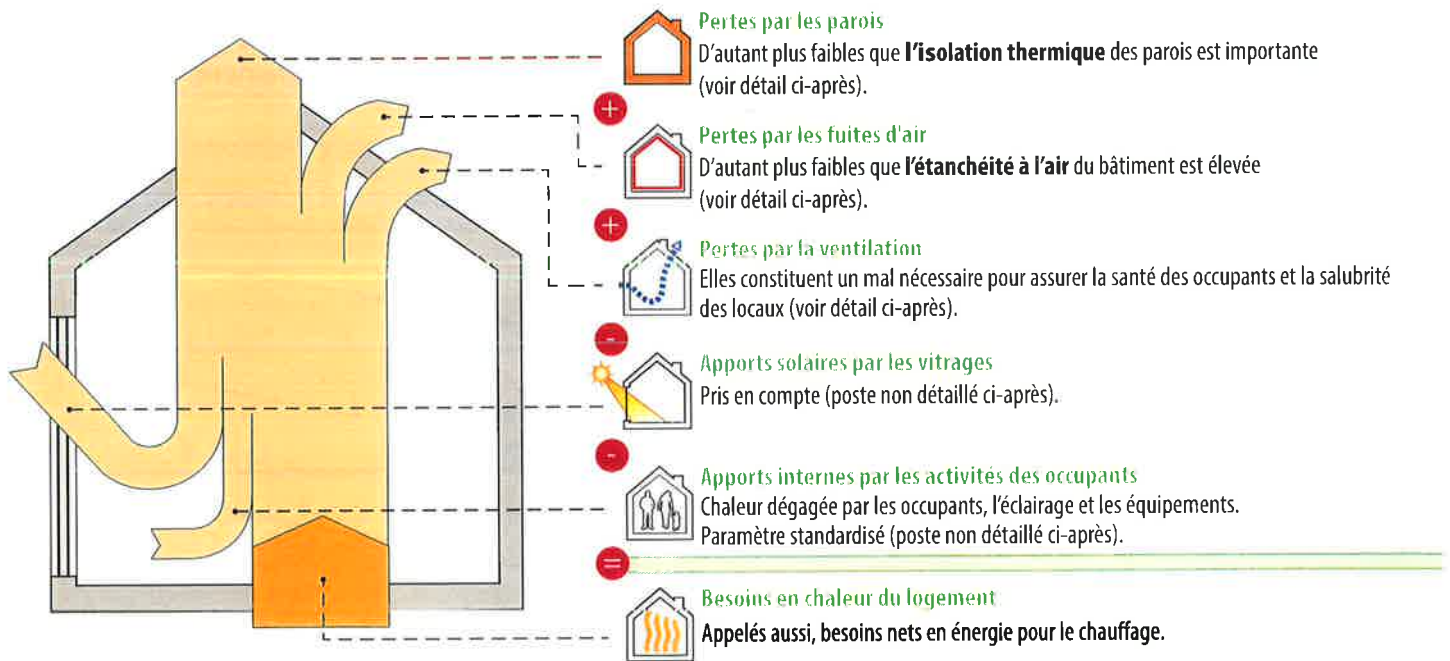 Pertes par les parois
D'autant plus faibles que l'isolation thermique des parois est importante
(voir détail ci-après).
+
Pertes par les fuites d'air
D'autant plus faibles que l'étanchéité à l'air du bâtiment est élevée
(voir détail ci-après).
+
Pertes par la ventilation
Elles constituent un mal nécessaire pour assurer la santé des occupants et la salubrité
des locaux (voir détail ci-après).
-
Apports solaires par les vitrages
Pris en compte (poste non détaillé ci-après).
-
Apports internes par les activités des occupants
Chaleur dégagée par les occupants, l'éclairage et les équipements.
Paramètre standardisé (poste non détaillé ci-après).
=
Besoins en chaleur du logement
Appelés aussi, besoins nets en énergie pour le chauffage.